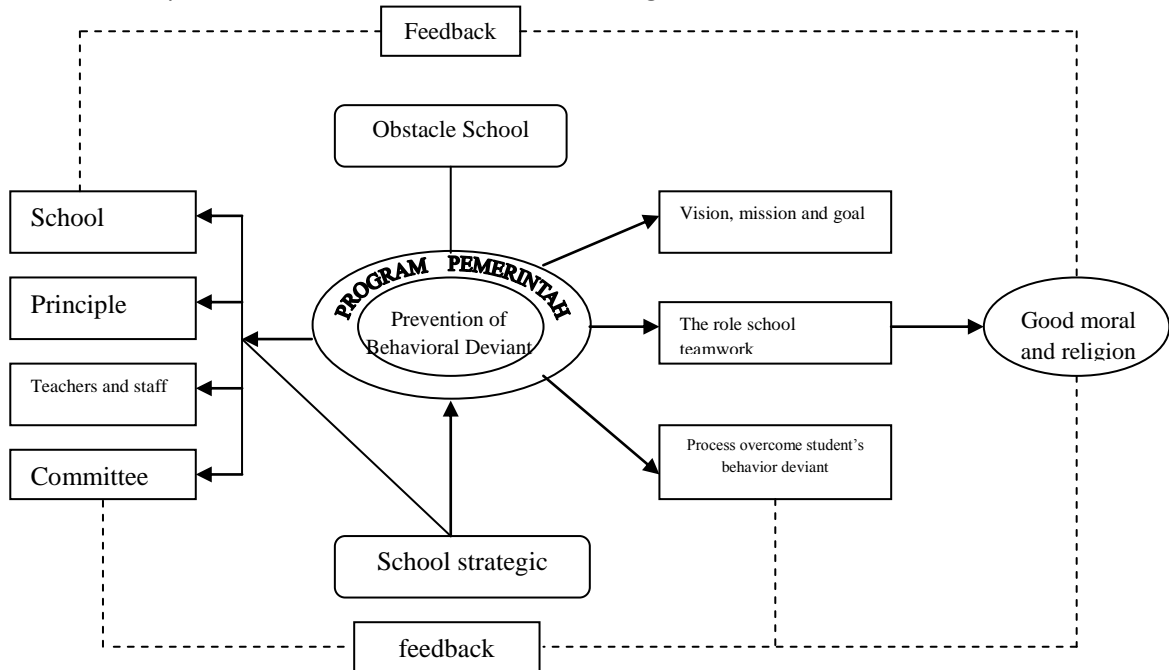 Feedback
Obstacle School
School
Vision, mission and goal
PROGRAM PEMERINTAH
Principle
Prevention of
Behavioral Deviant
The role school
teamwork
Good moral
and religion
Teachers and staff
Process overcome student's
behavior deviant
Committee
School strategic
feedback